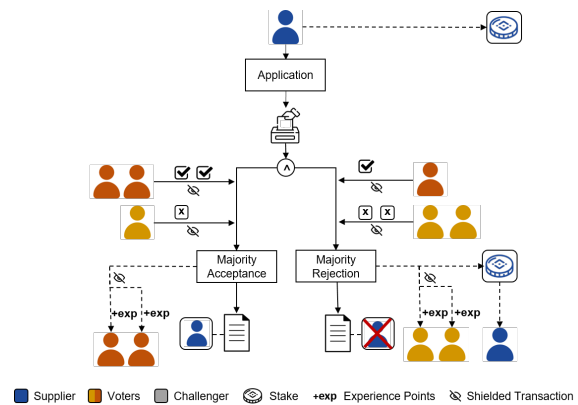 Application
^
x
x x
Majority
Acceptance
Majority
Rejection
+exp +exp
+exp +exp
Supplier Voters Challenger Stake +exp Experience Points Shielded Transaction